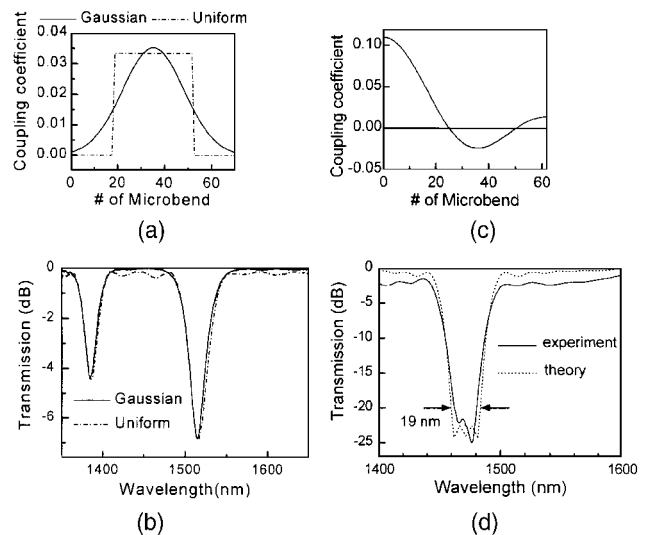 Gaussian Uniform
Coupling coefficient
0.04
0.03
0.02
0.01
0.00
0 20 40 60
# of Microbend
(a)
Coupling coefficient
0.10
0.05
0.00
-0.05
0 20 40 60
# of Microbend
(c)
Transmission (dB)
0
-2
-4
-6
Gaussian
Uniform
1400 1500 1600
Wavelength(nm)
(b)
Transmission (dB)
0
-5
-10
-15
-20
-25
experiment
theory
19 nm
1400 1500 1600
Wavelength (nm)
(d)